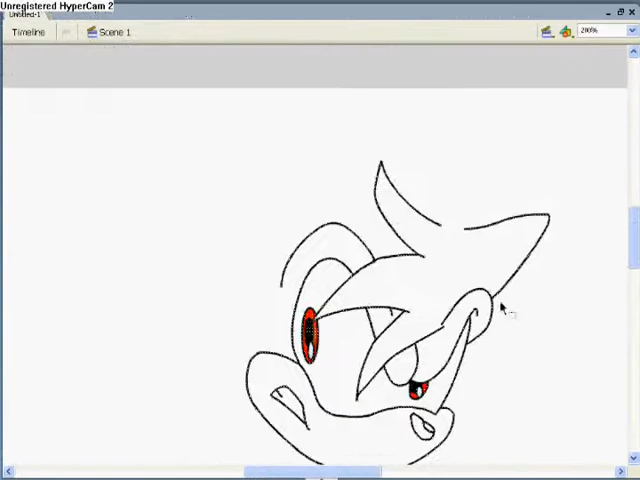 Unregistered HyperCam 2
Untitled-1
Timeline
Scene 1
200%